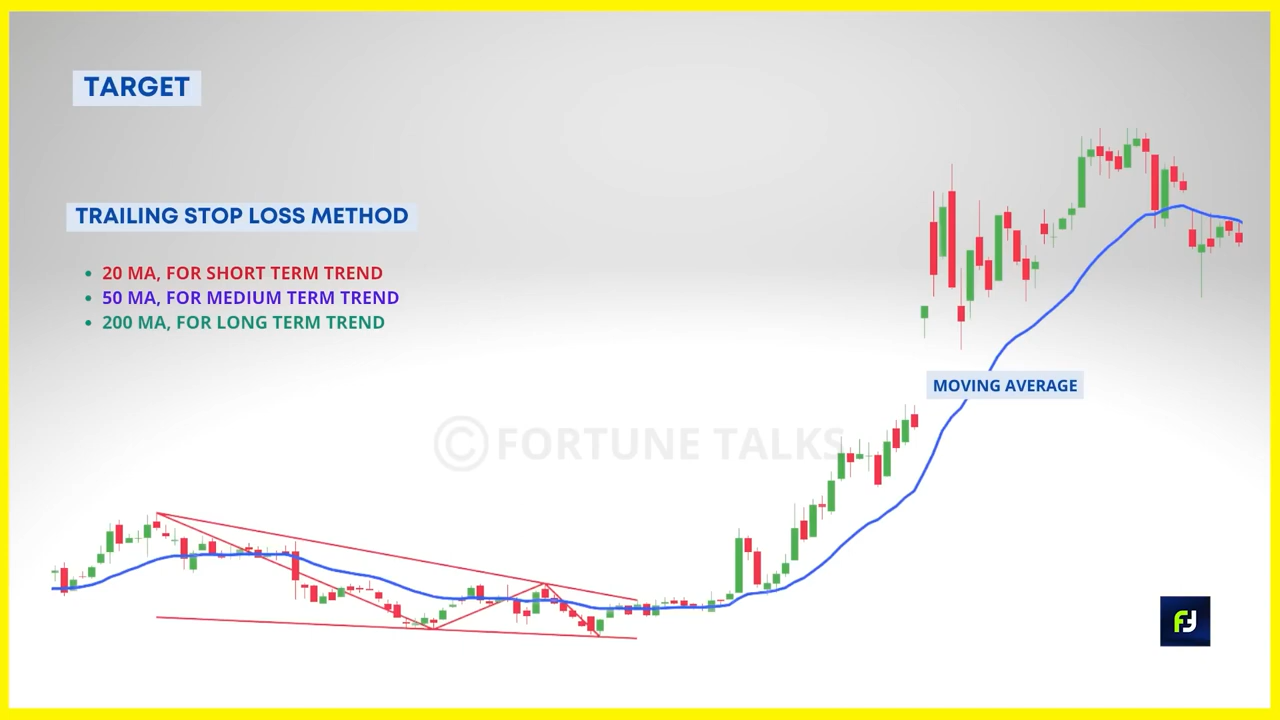 TARGET
TRAILING STOP LOSS METHOD
• 20 MA, FOR SHORT TERM TREND
• 50 MA, FOR MEDIUM TERM TREND
• 200 MA, FOR LONG TERM TREND
MOVING AVERAGE
© FORTUNE TALKS